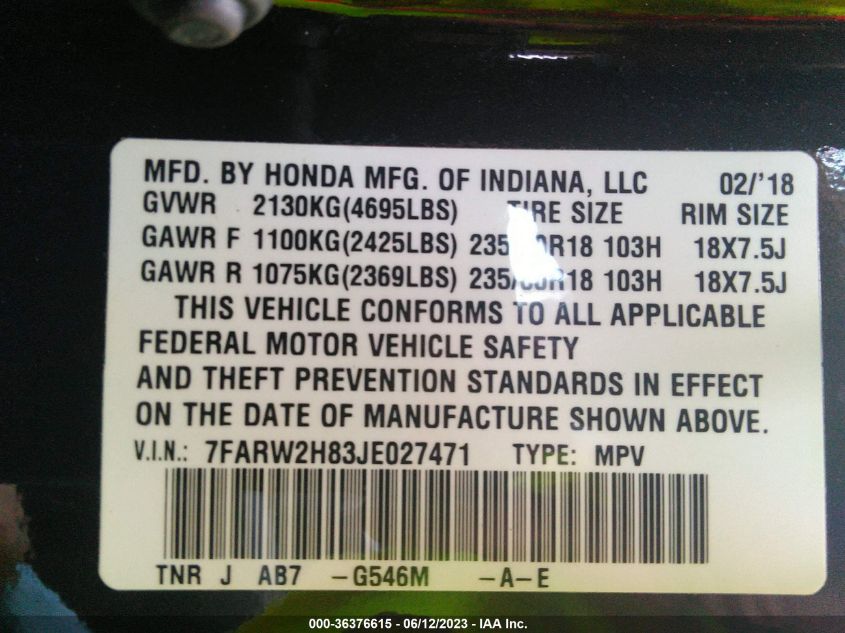 MFD. BY HONDA MFG. OF INDIANA, LLC 02/'18
GVWR 2130KG(4695LBS) TIRE SIZE RIM SIZE
GAWR F 1100KG(2425LBS) 103H 18X7.5J
GAWR R 1075KG(2369LBS) 103H 18X7.5J
THIS VEHICLE CONFORMS TO ALL APPLICABLE
FEDERAL MOTOR VEHICLE SAFETY
AND THEFT PREVENTION STANDARDS IN EFFECT
ON THE DATE OF MANUFACTURE SHOWN ABOVE.
V.I.N.: 7FARW2H83JE027471 TYPE: MPV
TNR J AB7 -G546M -A-E
000-36376615 - 06/12/2023 - IAA Inc.